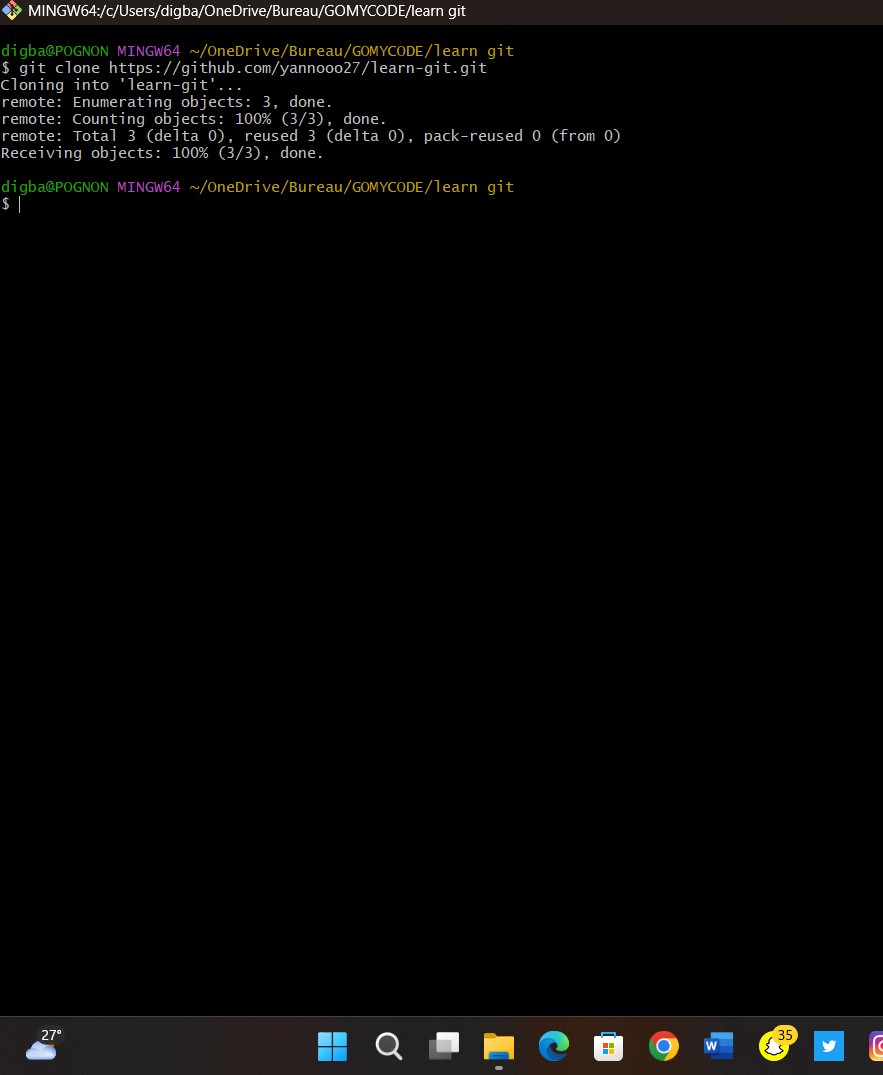 MINGW64:/c/Users/digba/OneDrive/Bureau/GOMYCODE/learn git
digba@POGNON MINGW64 ~/OneDrive/Bureau/GOMYCODE/learn git
$ git clone https://github.com/yannooo27/learn-git.git
Cloning into 'learn-git'...
remote: Enumerating objects: 3, done.
remote: Counting objects: 100% (3/3), done.
remote: Total 3 (delta 0), reused 3 (delta 0), pack-reused 0 (from 0)
Receiving objects: 100% (3/3), done.
digba@POGNON MINGW64 ~/OneDrive/Bureau/GOMYCODE/learn git
$
27°
W
35